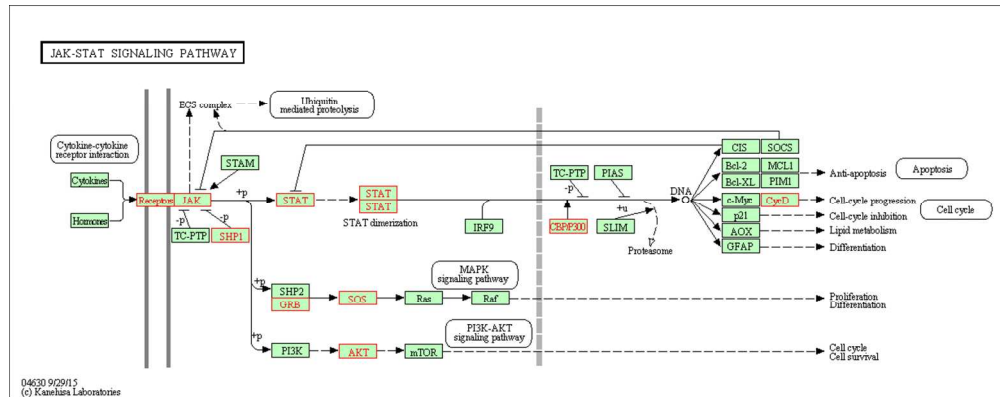 JAK-STAT SIGNALING PATHWAY
ECS complex
Ubiquitin
mediated proteolysis
Cytokine-cytokine
receptor interaction
STAM
CIS
SOCS
Cytokines
Hormones
Receptors
JAK
+p
STAT
STAT
STAT
STAT dimerization
-p
-p
TC-PTP
SHP1
IRF9
TC-PTP
PIAS
-p
CBP/P300
+u
SLIM
Proteasome
DNA
Bcl-2
MCL1
Bcl-XL
PIM1
Anti-apoptosis
Apoptosis
c-Myc
CycD
Cell-cycle progression
Cell cycle
p21
Cell-cycle inhibition
AOX
Lipid metabolism
GFAP
Differentiation
+p
SHP2
GRB
SOS
Ras
Raf
MAPK
signaling pathway
Proliferation
Differentiation
+p
PI3K
AKT
mTOR
PI3K-AKT
signaling pathway
Cell cycle
Cell survival
04630 9/29/15
(c) Kanehisa Laboratories